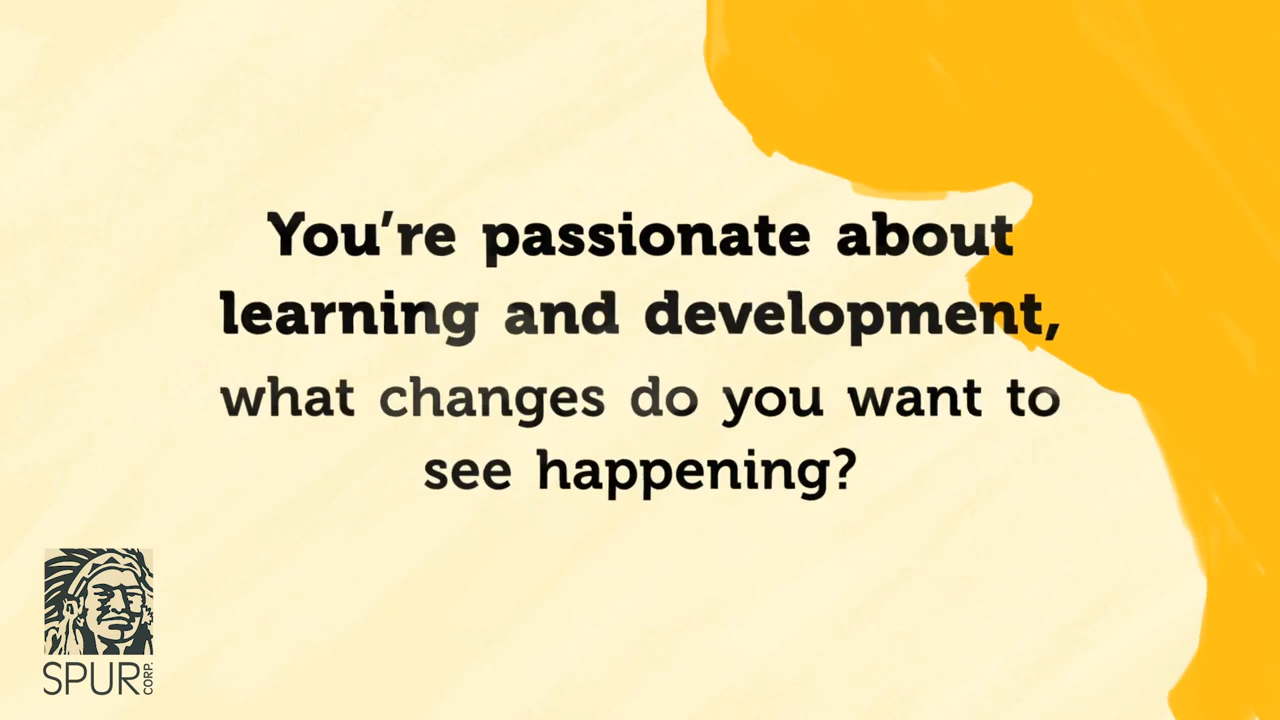 You’re passionate about
learning and development,
what changes do you want to
see happening?
SPUR CORP.